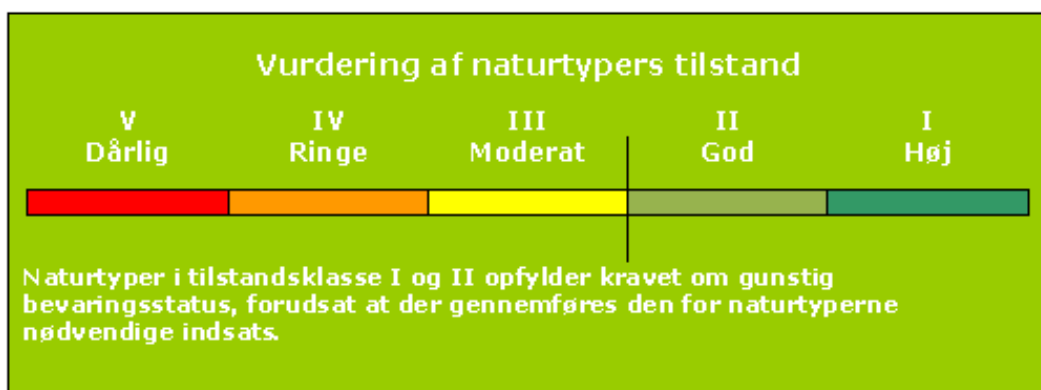 Vurdering af naturtypers tilstand
V IV III II I
Dårlig Ringe Moderat God Høj
Naturtyper i tilstandsklasse I og II opfylder kravet om gunstig
bevaringsstatus, forudsat at der gennemføres den for naturtyperne
nødvendige indsats.